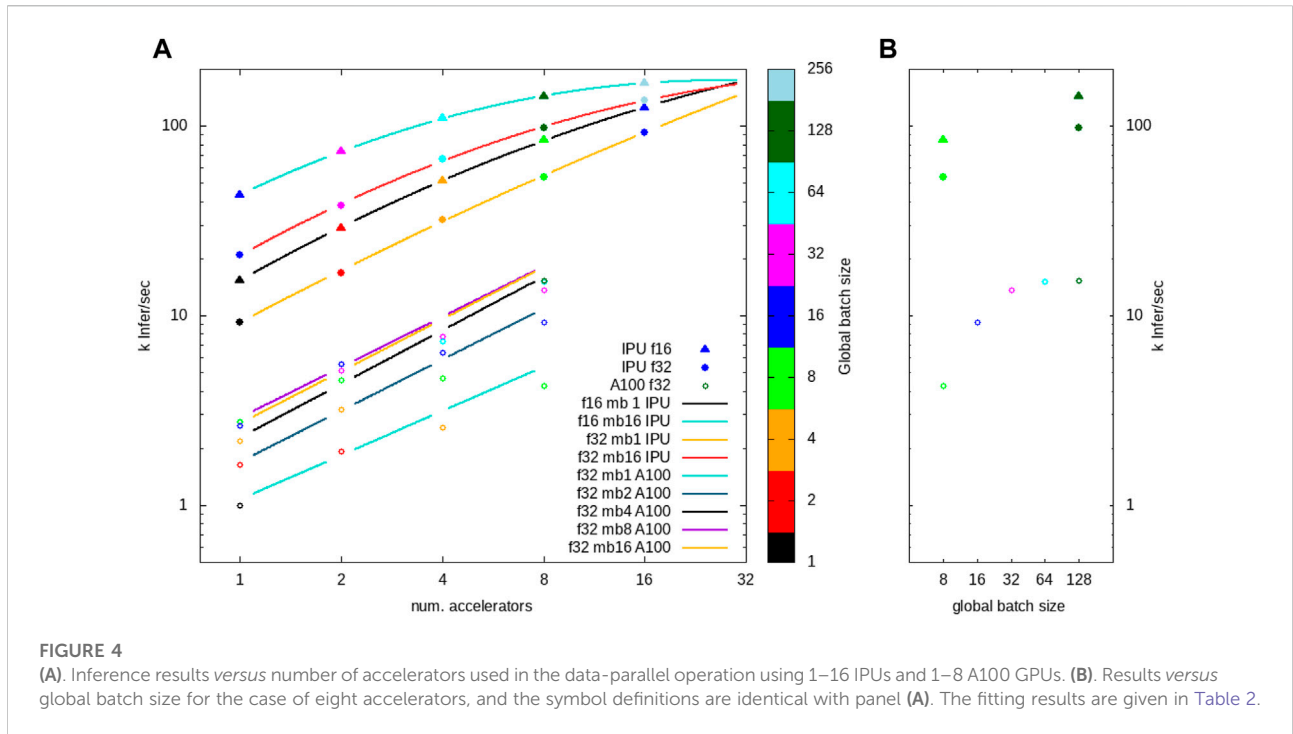 A
B
100
10
1
k Infer/sec
1
2
4
8
16
32
num. accelerators
IPU f16
IPU f32
A100 f32
f16 mb 1 IPU
f16 mb16 IPU
f32 mb1 IPU
f32 mb16 IPU
f32 mb1 A100
f32 mb2 A100
f32 mb4 A100
f32 mb8 A100
f32 mb16 A100
256
128
64
32
16
8
4
2
1
Global batch size
100
10
1
k Infer/sec
8 16 32 64 128
global batch size
FIGURE 4
(A). Inference results versus number of accelerators used in the data-parallel operation using 1–16 IPUs and 1–8 A100 GPUs. (B). Results versus
global batch size for the case of eight accelerators, and the symbol definitions are identical with panel (A). The fitting results are given in Table 2.